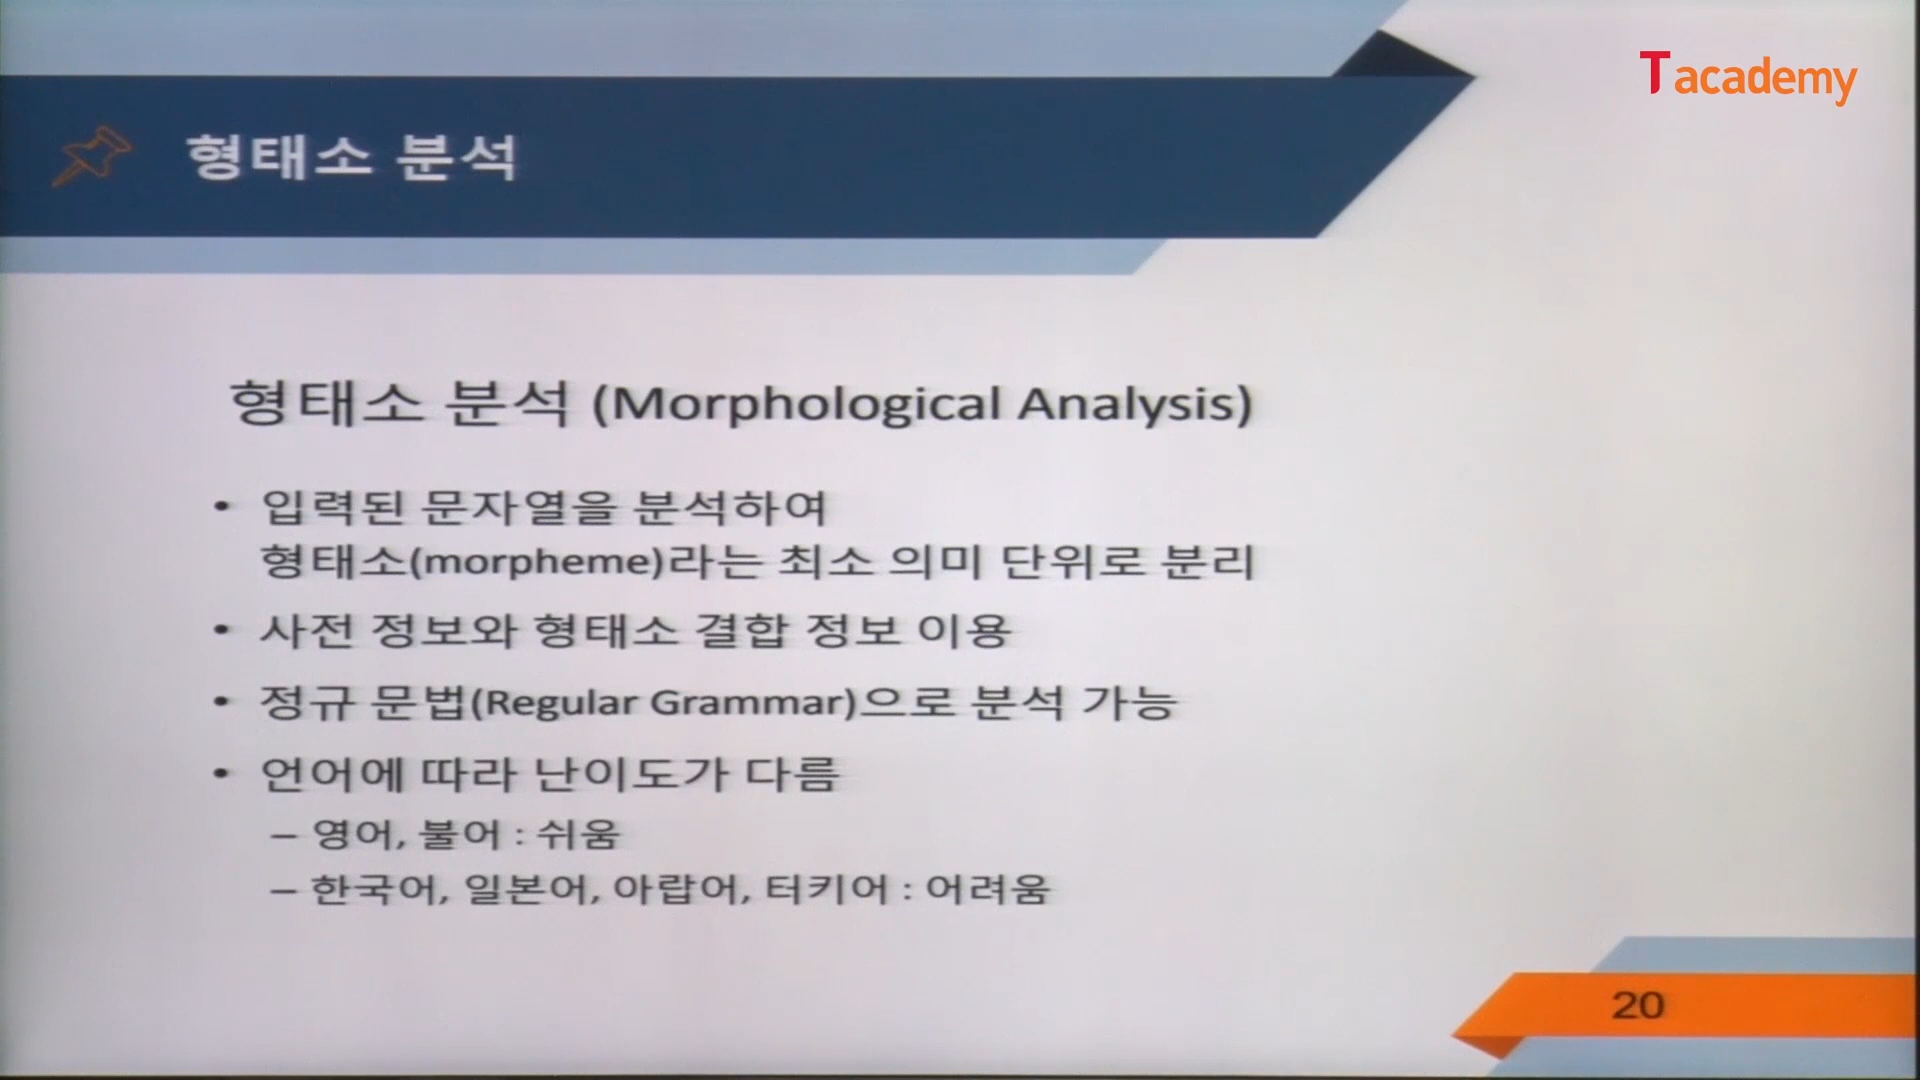 T academy
형태소 분석
형태소 분석 (Morphological Analysis)
• 입력된 문자열을 분석하여
형태소(morpheme)라는 최소 의미 단위로 분리
• 사전 정보와 형태소 결합 정보 이용
• 정규 문법(Regular Grammar)으로 분석 가능
• 언어에 따라 난이도가 다름
– 영어, 불어 : 쉬움
– 한국어, 일본어, 아랍어, 터키어 : 어려움
20